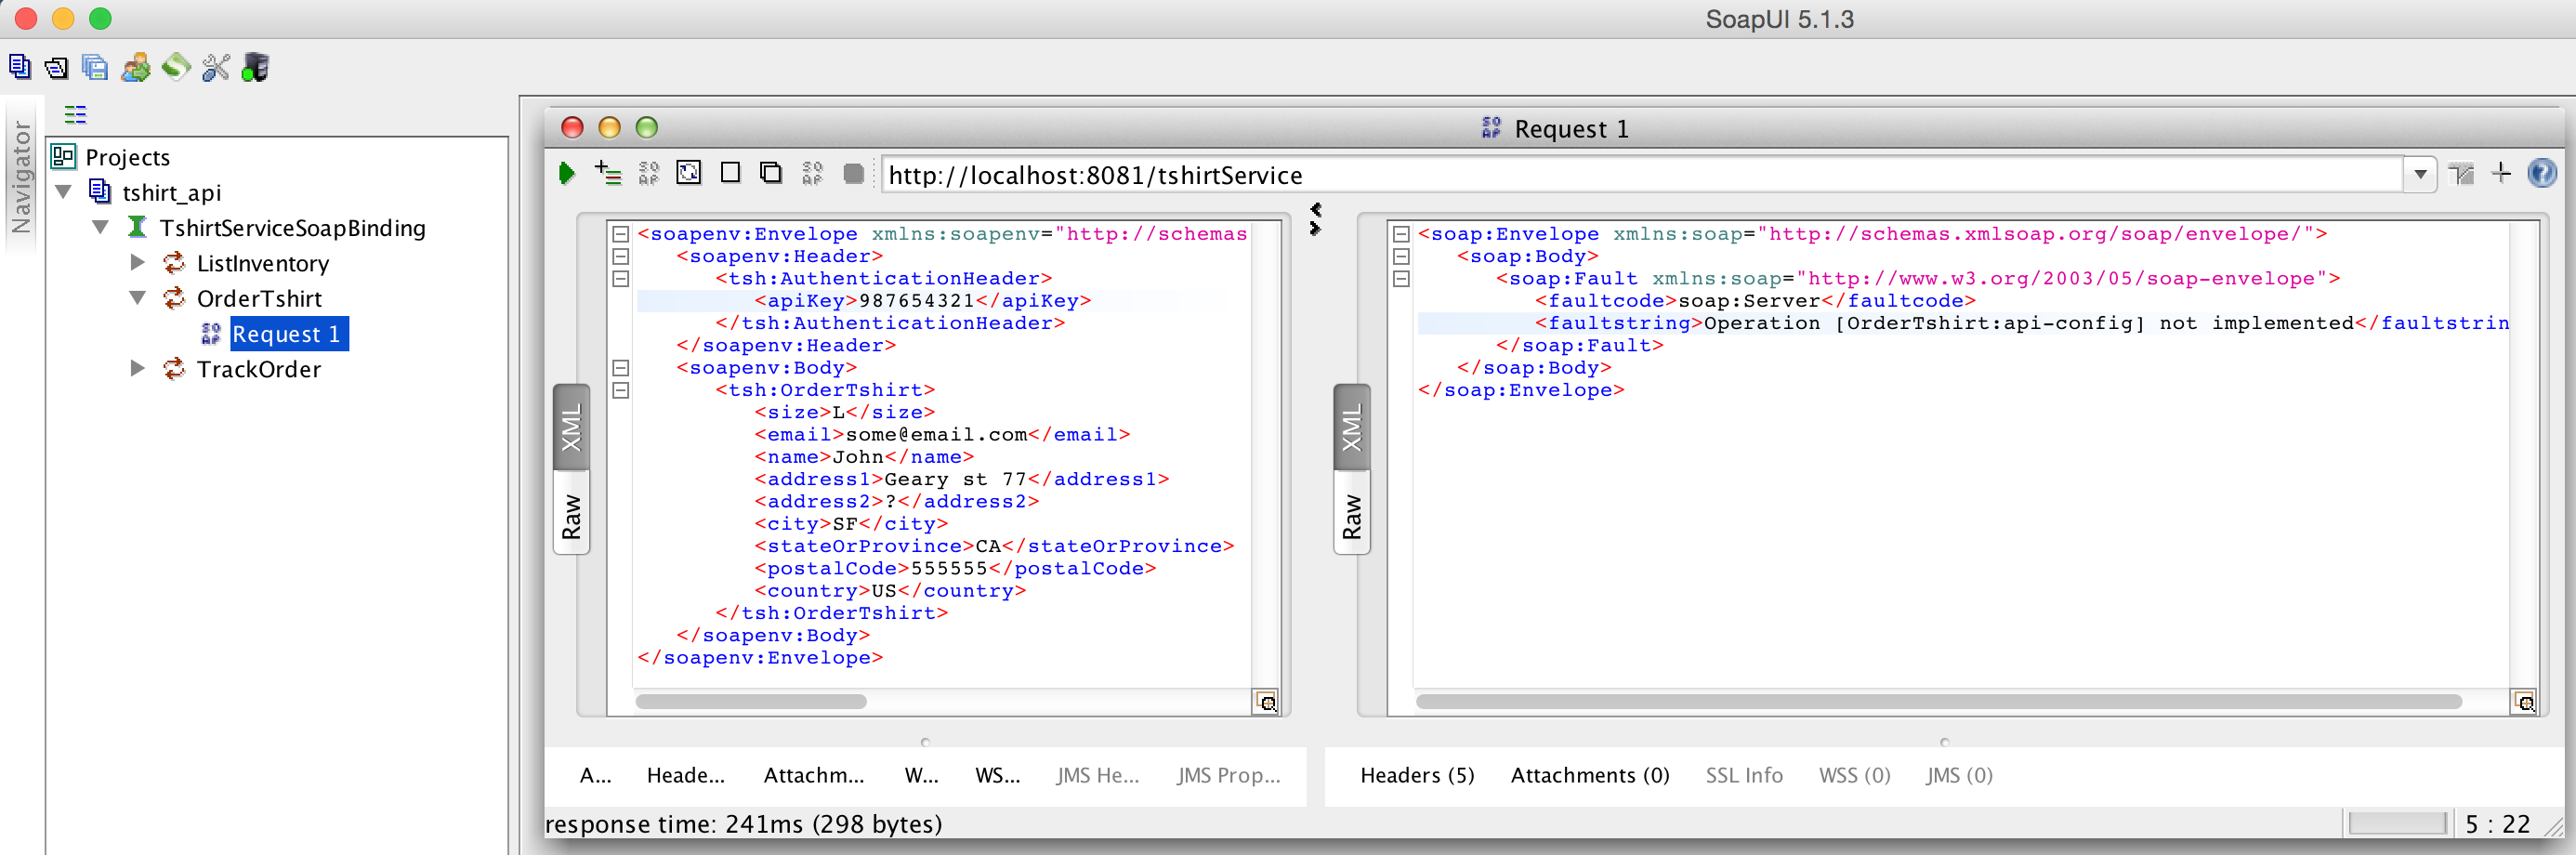 SoapUI 5.1.3
Navigator
Projects
tshirt_api
TshirtServiceSoapBinding
ListInventory
OrderTshirt
Request 1
TrackOrder
Request 1
http://localhost:8081/tshirtService
XML
Raw
<soapenv:Envelope xmlns:soapenv="http://schemas
<soapenv:Header>
<tsh:AuthenticationHeader>
<apiKey>987654321</apiKey>
</tsh:AuthenticationHeader>
</soapenv:Header>
<soapenv:Body>
<tsh:OrderTshirt>
<size>L</size>
<email>some@email.com</email>
<name>John</name>
<address1>Geary st 77</address1>
<address2>?</address2>
<city>SF</city>
<stateOrProvince>CA</stateOrProvince>
<postalCode>555555</postalCode>
<country>US</country>
</tsh:OrderTshirt>
</soapenv:Body>
</soapenv:Envelope>
XML
Raw
<soap:Envelope xmlns:soap="http://schemas.xmlsoap.org/soap/envelope/">
<soap:Body>
<soap:Fault xmlns:soap="http://www.w3.org/2003/05/soap-envelope">
<faultcode>soap:Server</faultcode>
<faultstring>Operation [OrderTshirt:api-config] not implemented</faultstrin
</soap:Fault>
</soap:Body>
</soap:Envelope>
A... Heade... Attachm... W... WS... JMS He... JMS Prop...
Headers (5) Attachments (0) SSL Info WSS (0) JMS (0)
response time: 241ms (298 bytes)
5 : 22